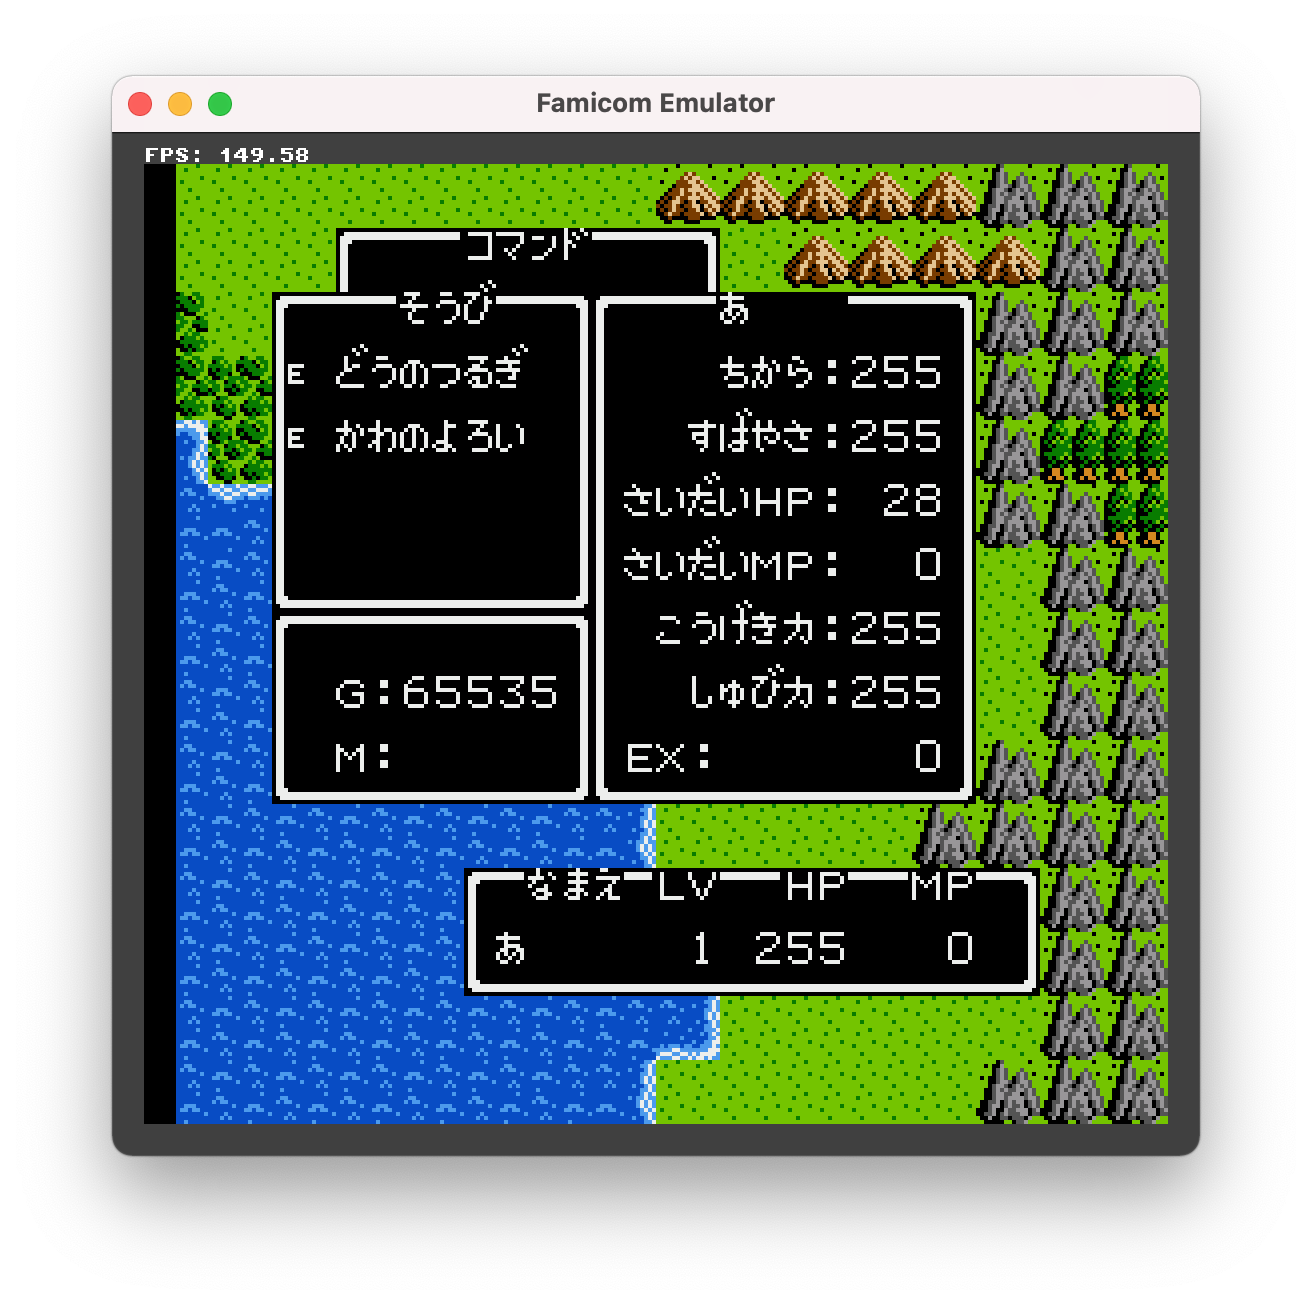 Famicom Emulator
FPS: 149.58
コマンド
そうび
E どうのつるぎ
E かわのよろい
G:65535
M:
あ
ちから:255
すばやさ:255
さいだいHP: 28
さいだいMP: 0
こうげき力:255
しゅび力:255
EX: 0
なまえ LV HP MP
あ 1 255 0